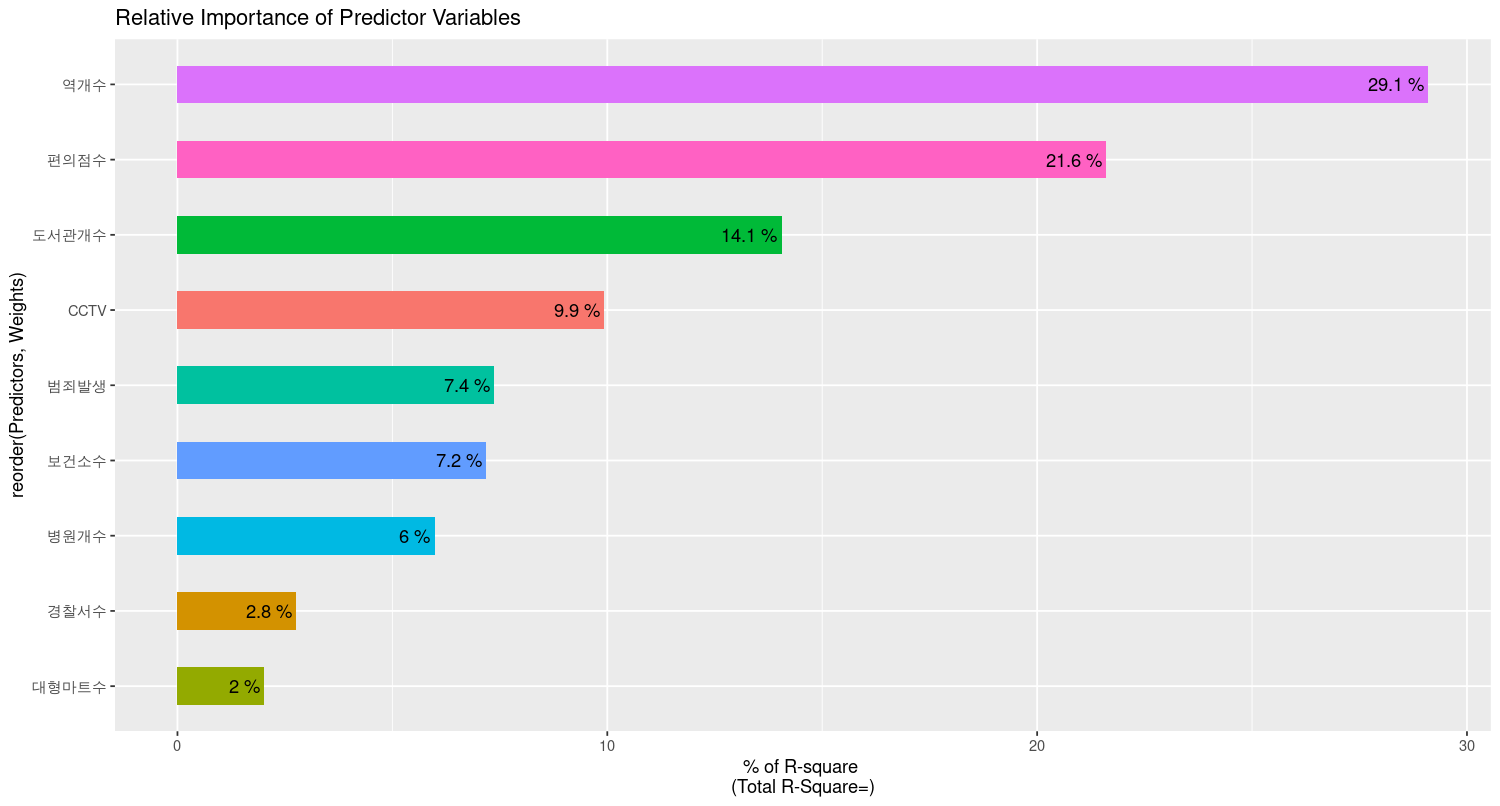 Relative Importance of Predictor Variables
reorder(Predictors, Weights)
역개수
29.1 %
편의점수
21.6 %
도서관개수
14.1 %
CCTV
9.9 %
범죄발생
7.4 %
보건소수
7.2 %
병원개수
6 %
경찰서수
2.8 %
대형마트수
2 %
0
10
20
30
% of R-square
(Total R-Square=)